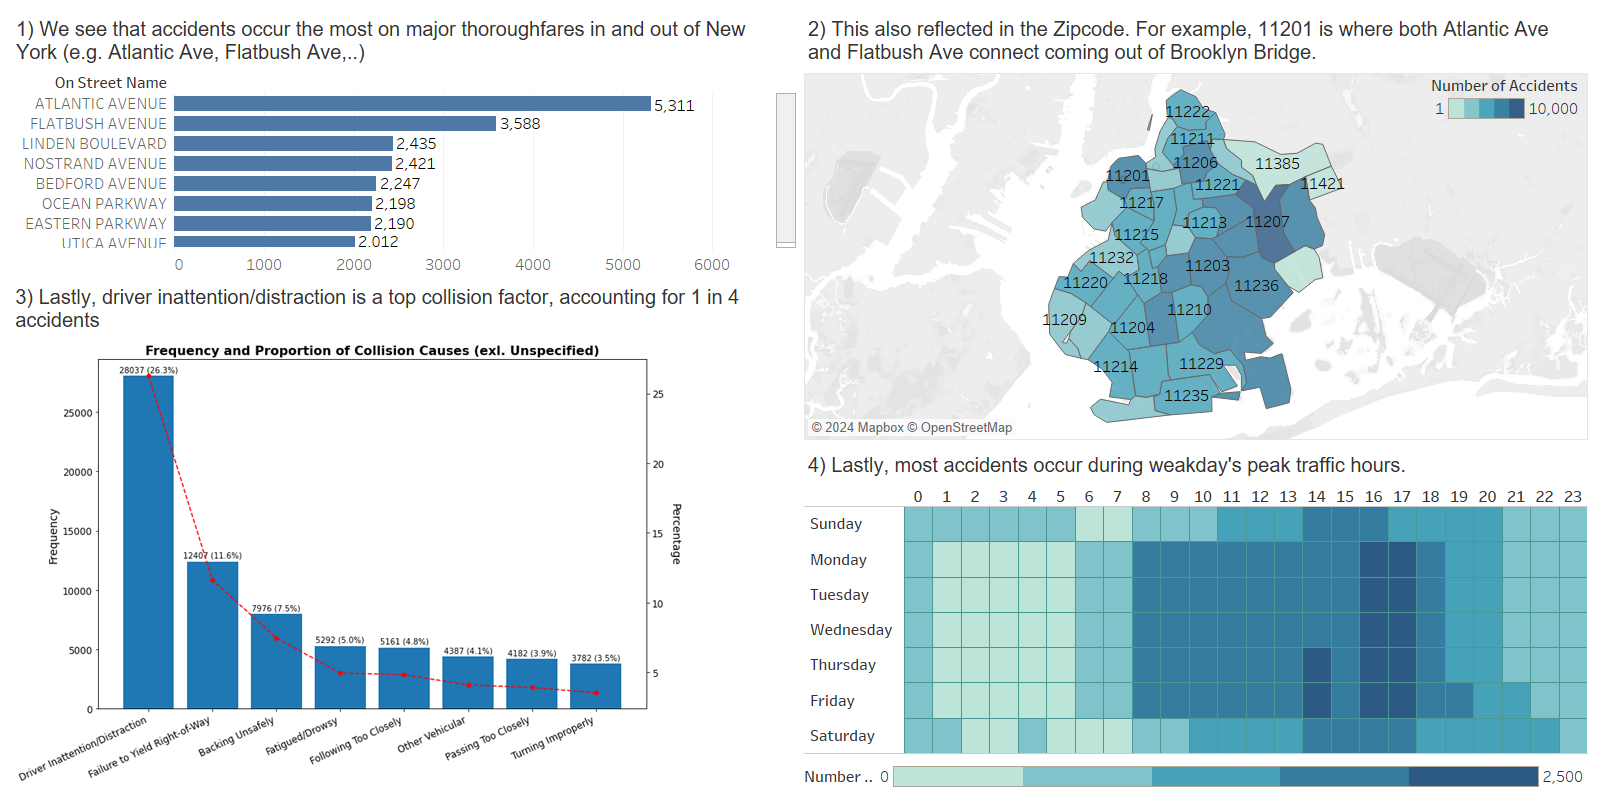 1) We see that accidents occur the most on major thoroughfares in and out of New
York (e.g. Atlantic Ave, Flatbush Ave,..)
On Street Name
ATLANTIC AVENUE 5,311
FLATBUSH AVENUE 3,588
LINDEN BOULEVARD 2,435
NOSTRAND AVENUE 2,421
BEDFORD AVENUE 2,247
OCEAN PARKWAY 2,198
EASTERN PARKWAY 2,190
UTICA AVENUE 2,012
0 1000 2000 3000 4000 5000 6000
2) This also reflected in the Zipcode. For example, 11201 is where both Atlantic Ave
and Flatbush Ave connect coming out of Brooklyn Bridge.
Number of Accidents
1 10,000
11222
11211
11206
11385
11201
11221
11421
11217
11213
11207
11215
11232
11203
11220
11218
11236
11209
11210
11204
11214
11229
11235
© 2024 Mapbox © OpenStreetMap
3) Lastly, driver inattention/distraction is a top collision factor, accounting for 1 in 4
accidents
Frequency and Proportion of Collision Causes (exl. Unspecified)
28037 (26.3%)
12407 (11.6%)
7976 (7.5%)
5292 (5.0%)
5161 (4.8%)
4387 (4.1%)
4182 (3.9%)
3782 (3.5%)
Frequency
25000
20000
15000
10000
5000
0
Percentage
25
20
15
10
5
Driver Inattention/Distraction
Failure to Yield Right-of-Way
Backing Unsafely
Fatigued/Drowsy
Following Too Closely
Other Vehicular
Passing Too Closely
Turning Improperly
4) Lastly, most accidents occur during weakday's peak traffic hours.
0 1 2 3 4 5 6 7 8 9 10 11 12 13 14 15 16 17 18 19 20 21 22 23
Sunday
Monday
Tuesday
Wednesday
Thursday
Friday
Saturday
Number .. 0 2,500